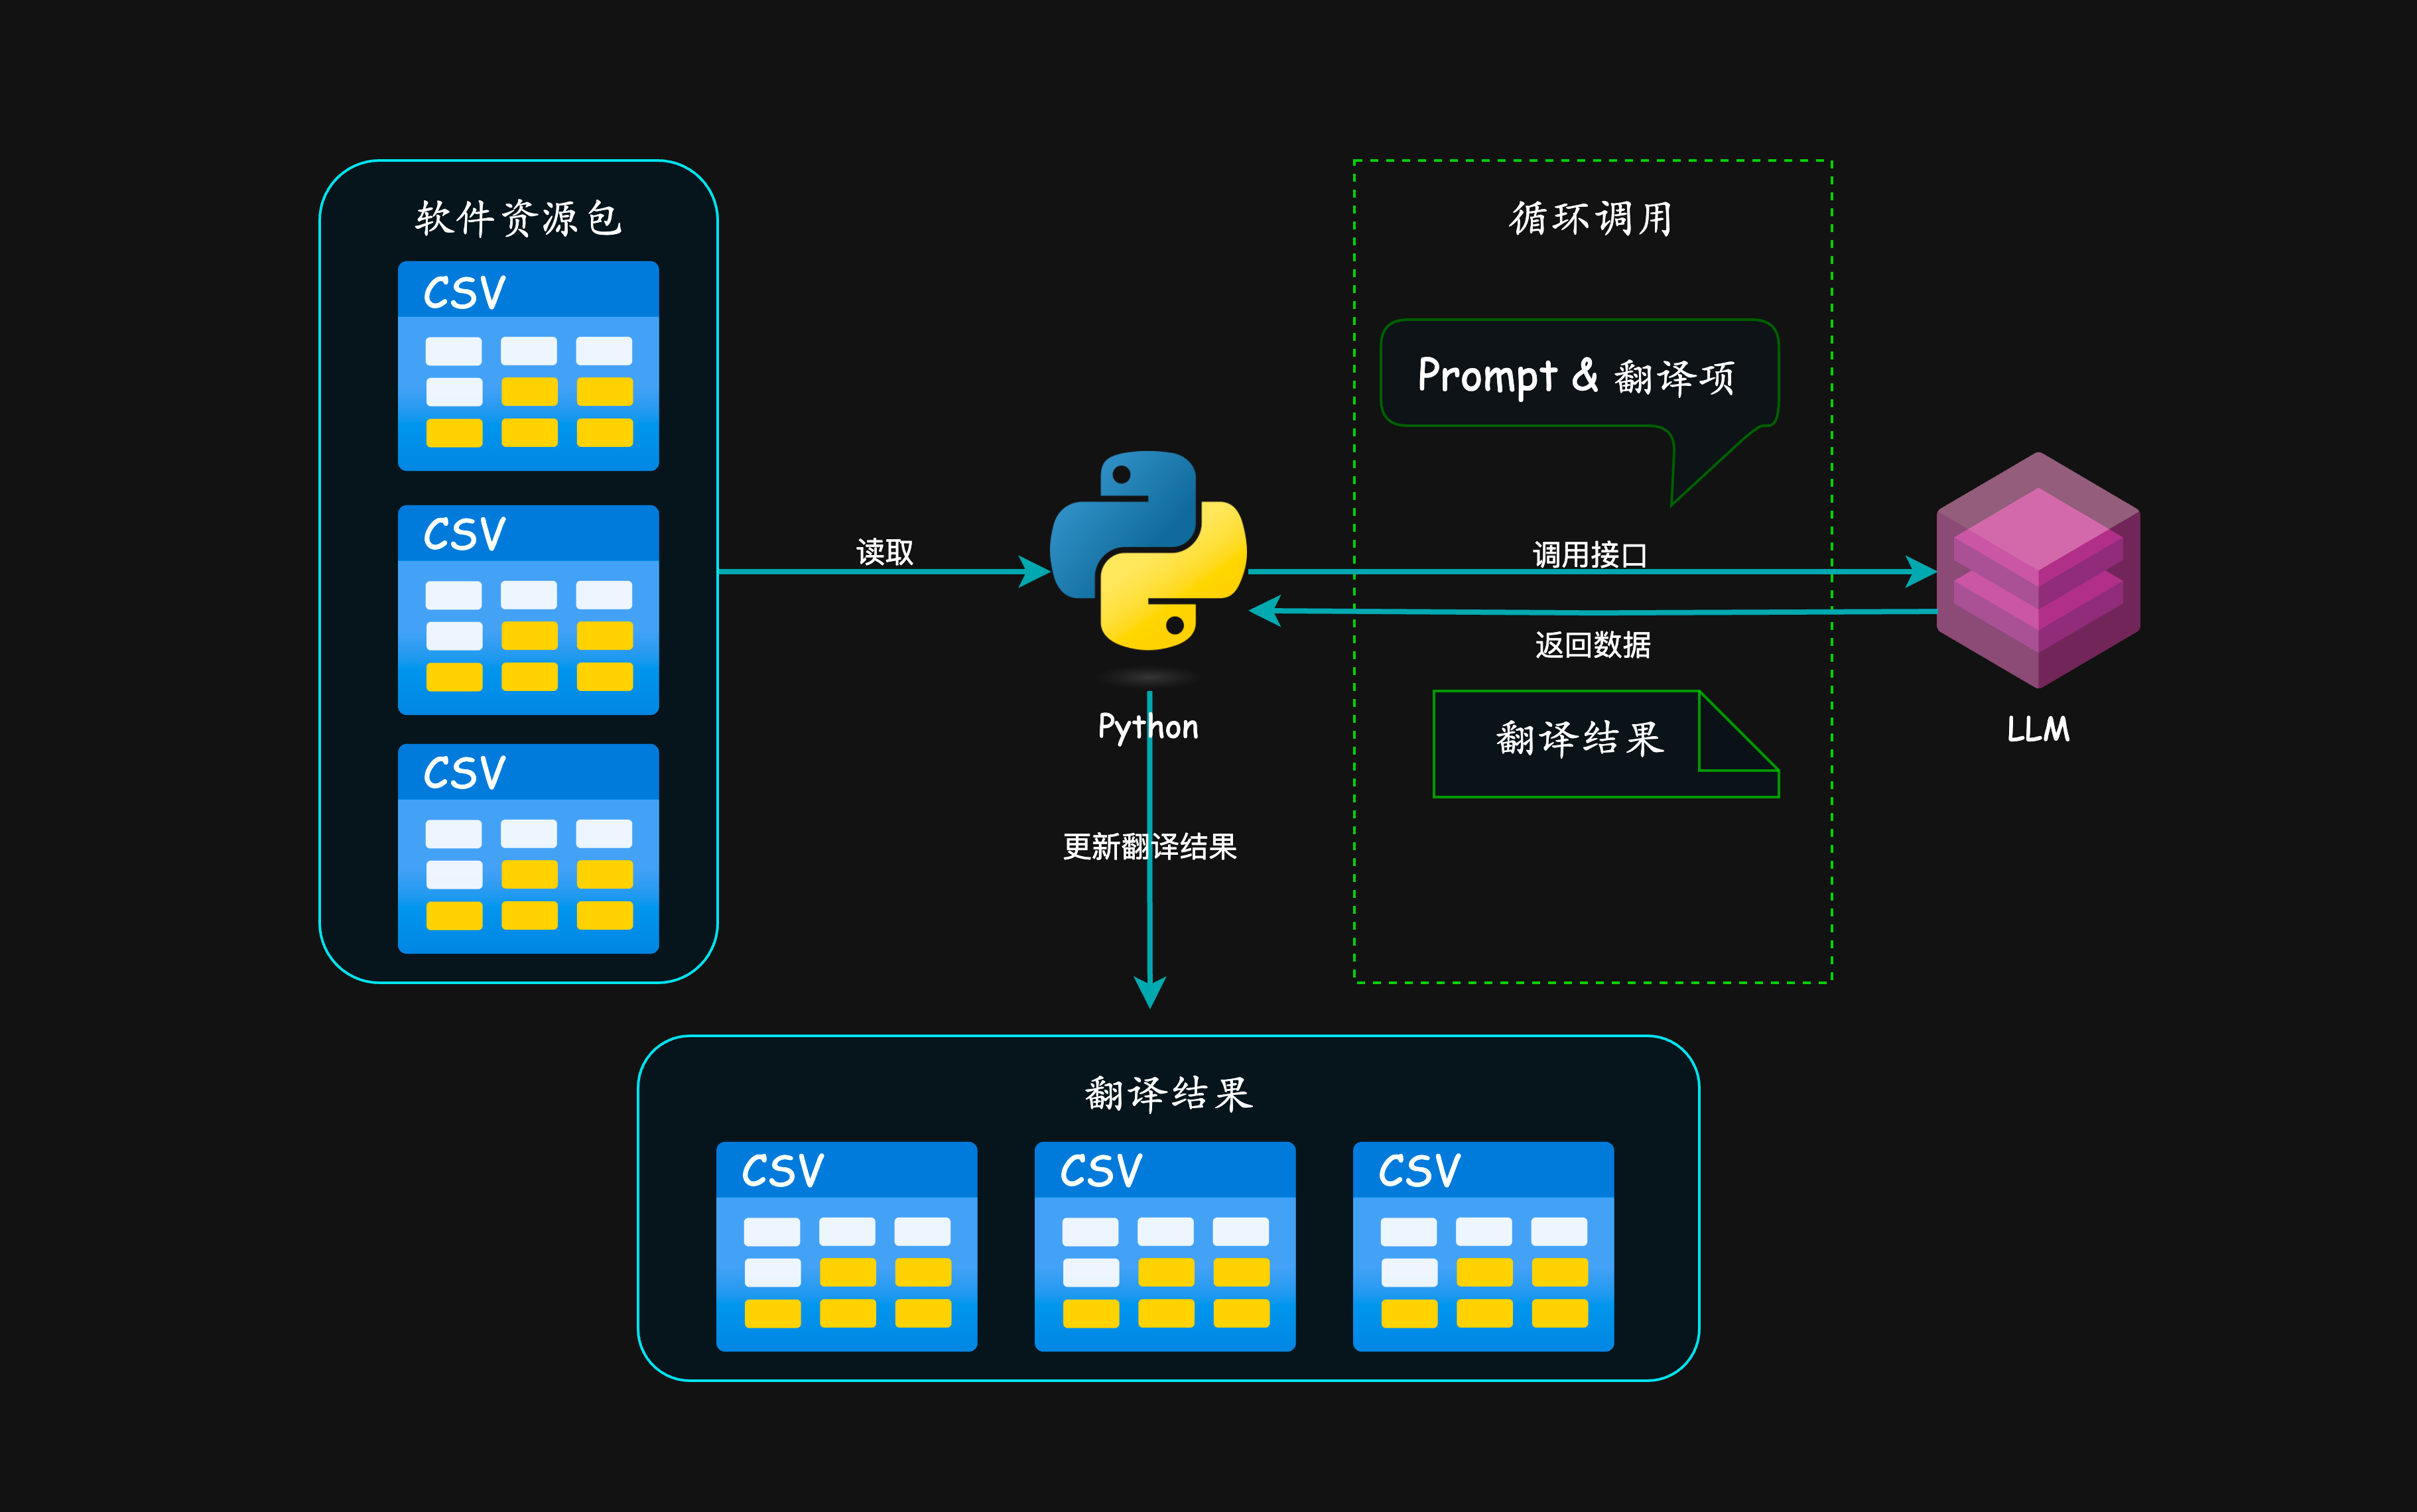 软件资源包
CSV
CSV
CSV
读取
Python
更新翻译结果
循环调用
Prompt & 翻译项
调用接口
返回数据
翻译结果
LLM
翻译结果
CSV
CSV
CSV